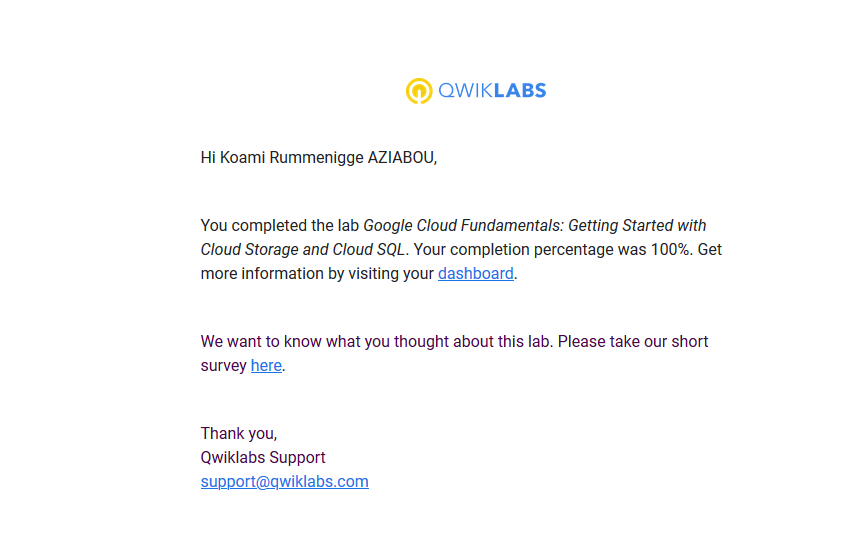 QWIKLABS
Hi Koami Rummenigge AZIABOU,
You completed the lab Google Cloud Fundamentals: Getting Started with
Cloud Storage and Cloud SQL. Your completion percentage was 100%. Get
more information by visiting your dashboard.
We want to know what you thought about this lab. Please take our short
survey here.
Thank you,
Qwiklabs Support
support@qwiklabs.com